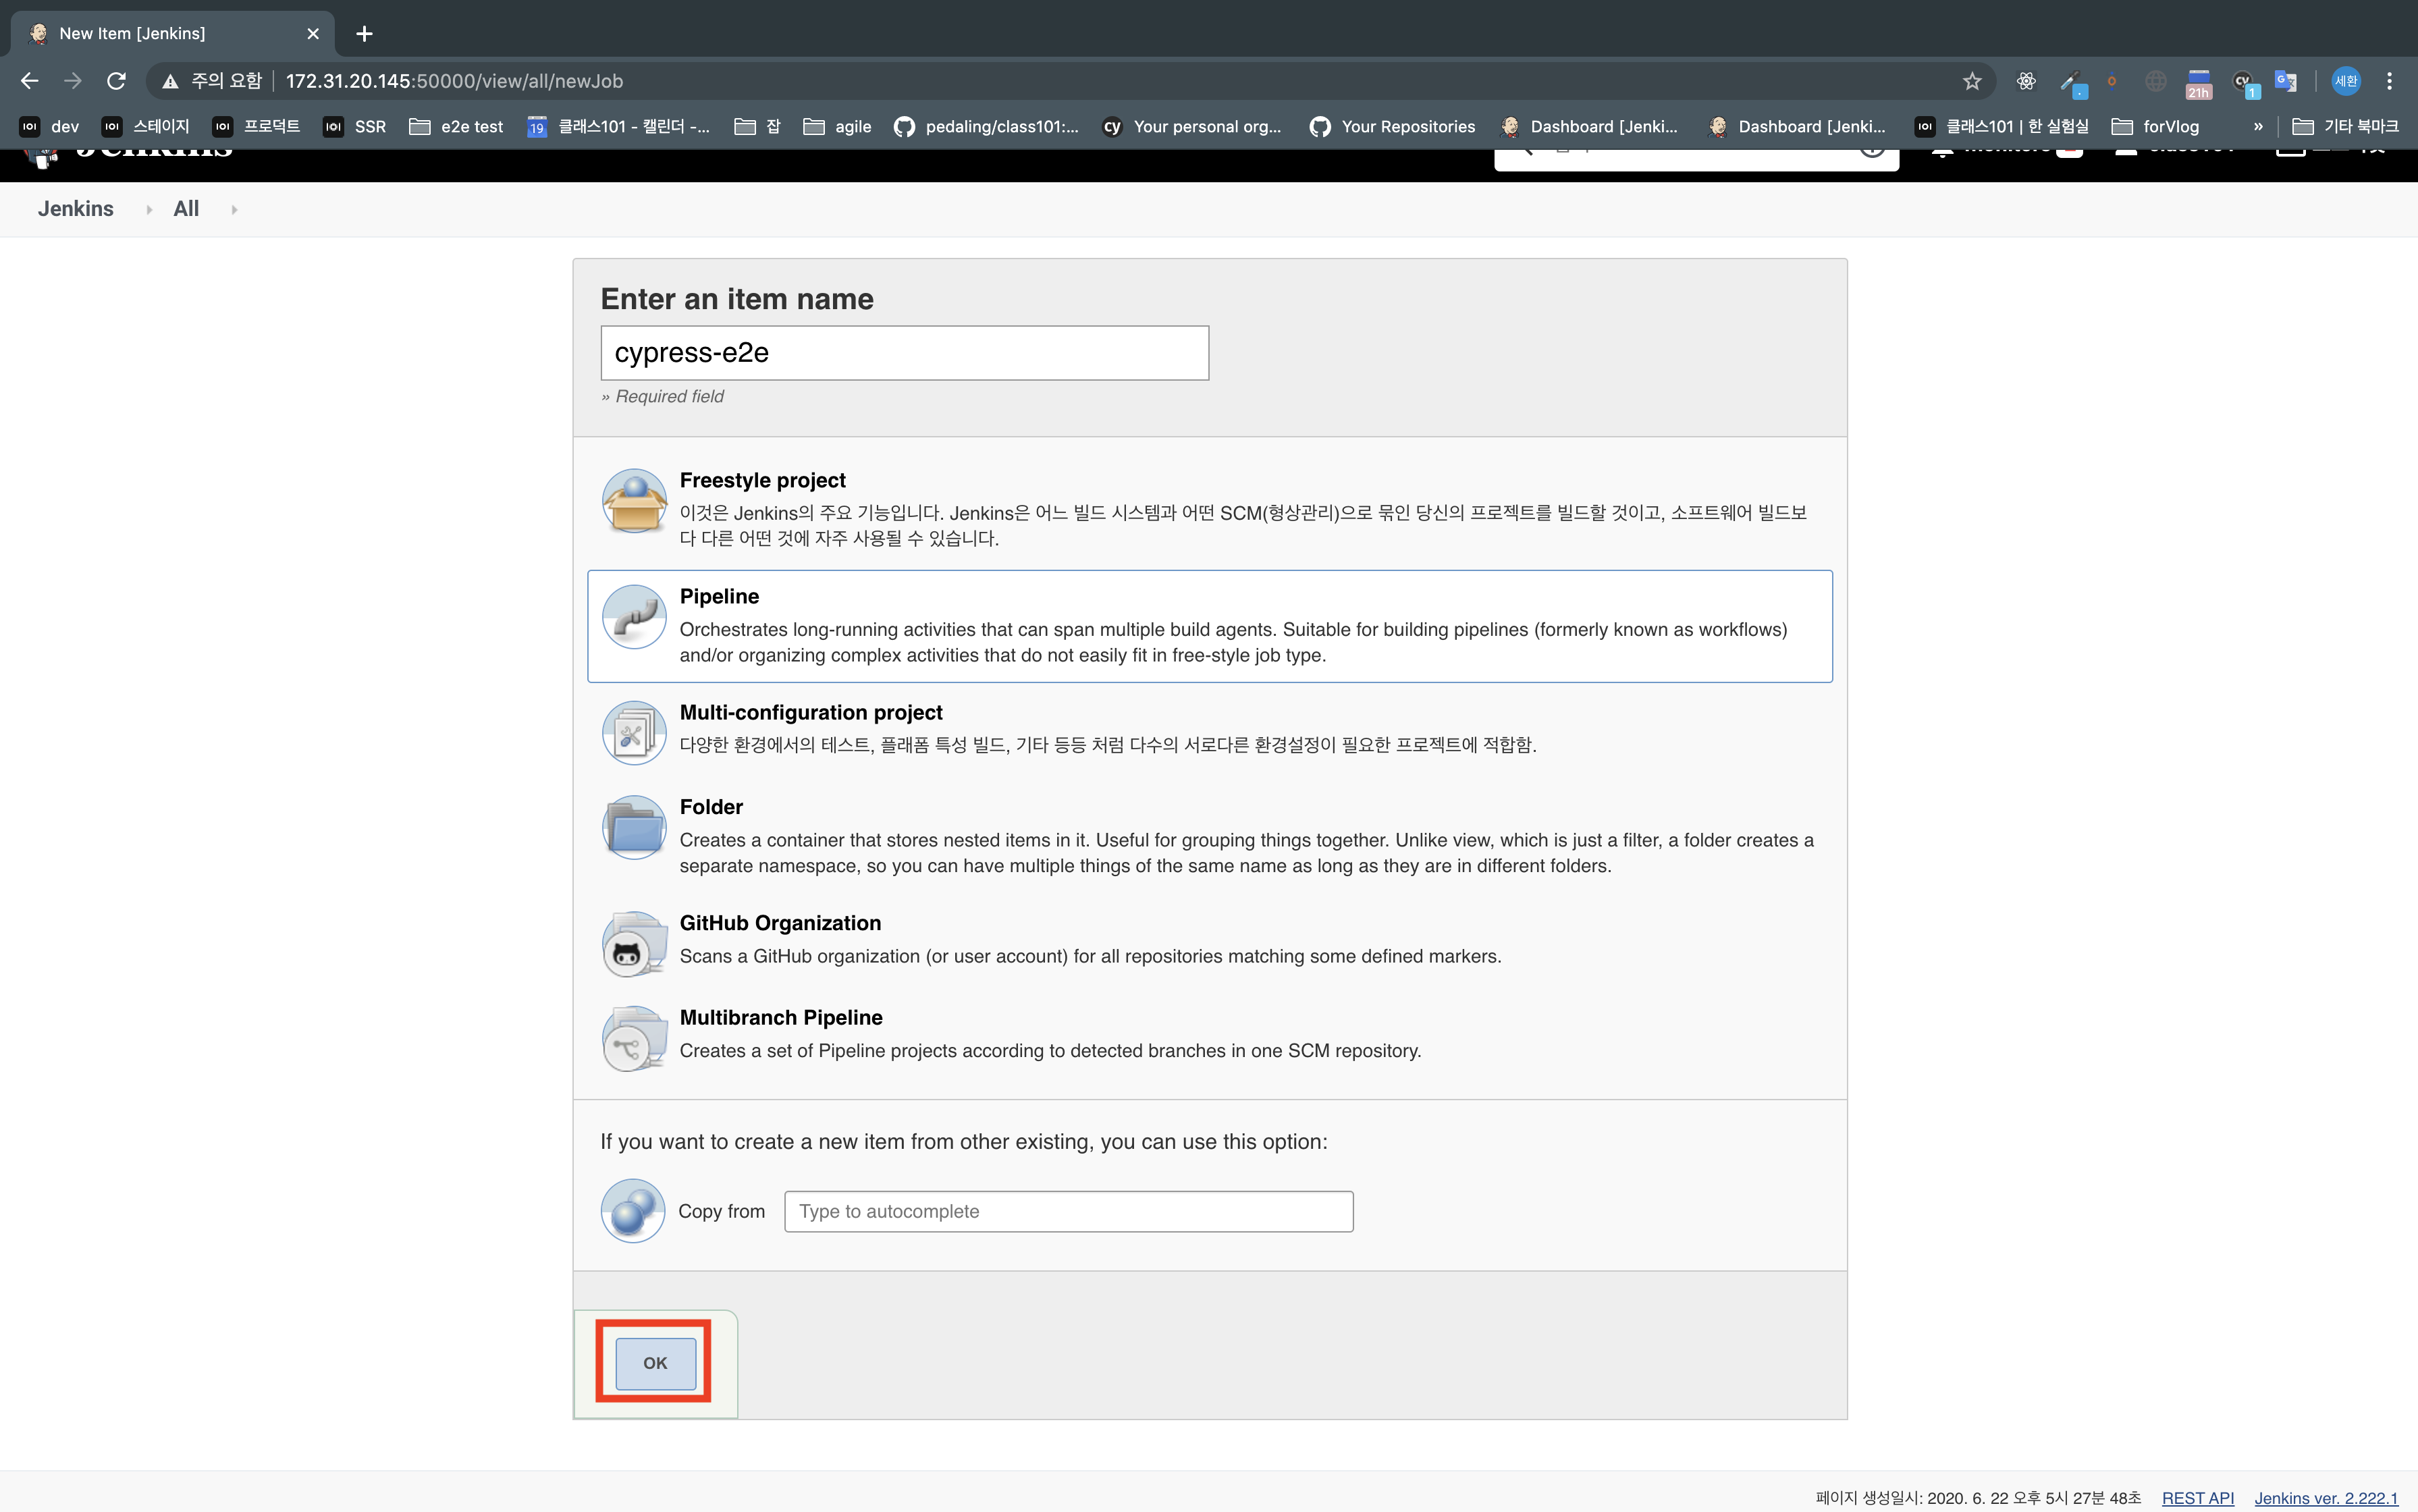 New Item [Jenkins]
주의 요함 172.31.20.145:50000/view/all/newJob
21h
cy
1
세환
dev
스테이지
프로덕트
SSR
e2e test
19
클래스101 - 캘린더 -...
잡
agile
pedaling/class101:...
cy
Your personal org...
Your Repositories
Dashboard [Jenki...
Dashboard [Jenki...
클래스101 | 한 실험실
forVlog
»
기타 북마크
Jenkins
Jenkins
All
Enter an item name
cypress-e2e
» Required field
Freestyle project
이것은 Jenkins의 주요 기능입니다. Jenkins은 어느 빌드 시스템과 어떤 SCM(형상관리)으로 묶인 당신의 프로젝트를 빌드할 것이고, 소프트웨어 빌드보
다 다른 어떤 것에 자주 사용될 수 있습니다.
Pipeline
Orchestrates long-running activities that can span multiple build agents. Suitable for building pipelines (formerly known as workflows)
and/or organizing complex activities that do not easily fit in free-style job type.
Multi-configuration project
다양한 환경에서의 테스트, 플래폼 특성 빌드, 기타 등등 처럼 다수의 서로다른 환경설정이 필요한 프로젝트에 적합함.
Folder
Creates a container that stores nested items in it. Useful for grouping things together. Unlike view, which is just a filter, a folder creates a
separate namespace, so you can have multiple things of the same name as long as they are in different folders.
GitHub Organization
Scans a GitHub organization (or user account) for all repositories matching some defined markers.
Multibranch Pipeline
Creates a set of Pipeline projects according to detected branches in one SCM repository.
If you want to create a new item from other existing, you can use this option:
Copy from
Type to autocomplete
OK
페이지 생성일시: 2020. 6. 22 오후 5시 27분 48초 REST API Jenkins ver. 2.222.1